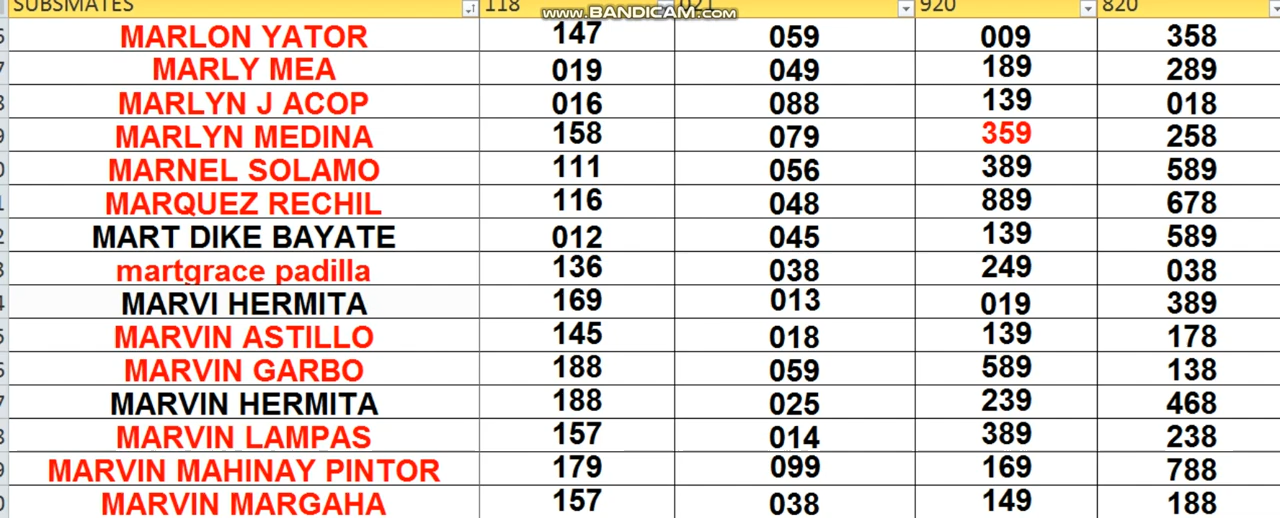 SUBSMATES 118 021 920 820
www.BANDICAM.com
MARLON YATOR 147 059 009 358
MARLY MEA 019 049 189 289
MARLYN J ACOP 016 088 139 018
MARLYN MEDINA 158 079 359 258
MARNEL SOLAMO 111 056 389 589
MARQUEZ RECHIL 116 048 889 678
MART DIKE BAYATE 012 045 139 589
martgrace padilla 136 038 249 038
MARVI HERMITA 169 013 019 389
MARVIN ASTILLO 145 018 139 178
MARVIN GARBO 188 059 589 138
MARVIN HERMITA 188 025 239 468
MARVIN LAMPAS 157 014 389 238
MARVIN MAHINAY PINTOR 179 099 169 788
MARVIN MARGAHA 157 038 149 188